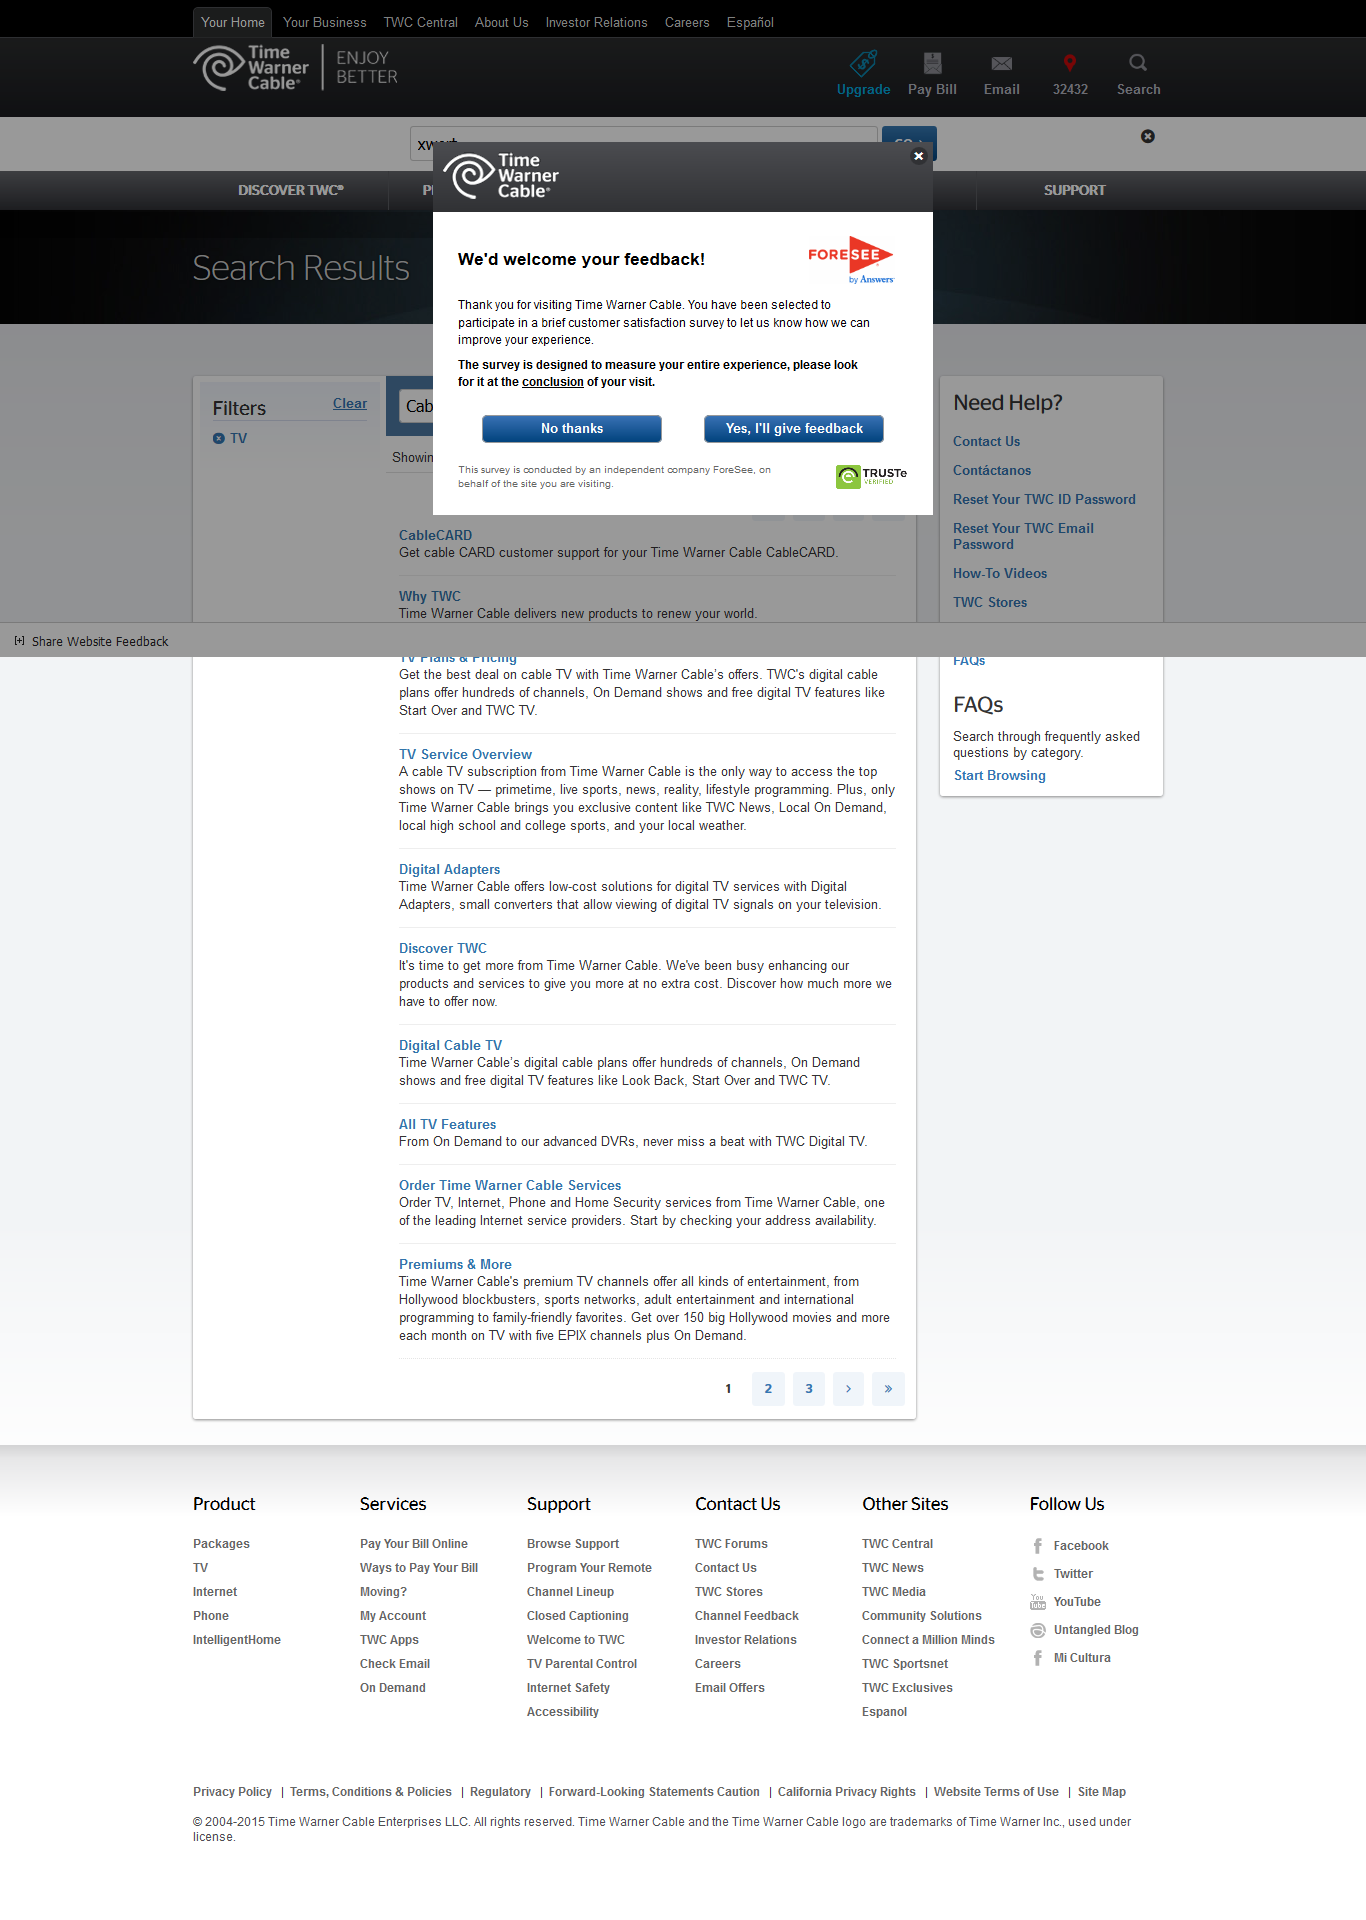 Your Home Your Business TWC Central About Us Investor Relations Careers Español
Time Warner Cable® ENJOY BETTER
Upgrade Pay Bill Email 32432 Search
DISCOVER TWC® SUPPORT
Search Results
Time Warner Cable®
We'd welcome your feedback!
FORESEE
by Answers
Thank you for visiting Time Warner Cable. You have been selected to
participate in a brief customer satisfaction survey to let us know how we can
improve your experience.
The survey is designed to measure your entire experience, please look
for it at the conclusion of your visit.
No thanks Yes, I'll give feedback
This survey is conducted by an independent company ForeSee, on
behalf of the site you are visiting.
TRUSTe
VERIFIED
Filters Clear
TV
CableCARD
Get cable CARD customer support for your Time Warner Cable CableCARD.
Why TWC
Time Warner Cable delivers new products to renew your world.
[+] Share Website Feedback
TV Plans & Pricing
Get the best deal on cable TV with Time Warner Cable's offers. TWC's digital cable
plans offer hundreds of channels, On Demand shows and free digital TV features like
Start Over and TWC TV.
TV Service Overview
A cable TV subscription from Time Warner Cable is the only way to access the top
shows on TV — primetime, live sports, news, reality, lifestyle programming. Plus, only
Time Warner Cable brings you exclusive content like TWC News, Local On Demand,
local high school and college sports, and your local weather.
Digital Adapters
Time Warner Cable offers low-cost solutions for digital TV services with Digital
Adapters, small converters that allow viewing of digital TV signals on your television.
Discover TWC
It's time to get more from Time Warner Cable. We've been busy enhancing our
products and services to give you more at no extra cost. Discover how much more we
have to offer now.
Digital Cable TV
Time Warner Cable's digital cable plans offer hundreds of channels, On Demand
shows and free digital TV features like Look Back, Start Over and TWC TV.
All TV Features
From On Demand to our advanced DVRs, never miss a beat with TWC Digital TV.
Order Time Warner Cable Services
Order TV, Internet, Phone and Home Security services from Time Warner Cable, one
of the leading Internet service providers. Start by checking your address availability.
Premiums & More
Time Warner Cable's premium TV channels offer all kinds of entertainment, from
Hollywood blockbusters, sports networks, adult entertainment and international
programming to family-friendly favorites. Get over 150 big Hollywood movies and more
each month on TV with five EPIX channels plus On Demand.
1 2 3 › »
Need Help?
Contact Us
Contáctanos
Reset Your TWC ID Password
Reset Your TWC Email
Password
How-To Videos
TWC Stores
FAQs
FAQs
Search through frequently asked
questions by category.
Start Browsing
Product
Packages
TV
Internet
Phone
IntelligentHome
Services
Pay Your Bill Online
Ways to Pay Your Bill
Moving?
My Account
TWC Apps
Check Email
On Demand
Support
Browse Support
Program Your Remote
Channel Lineup
Closed Captioning
Welcome to TWC
TV Parental Control
Internet Safety
Accessibility
Contact Us
TWC Forums
Contact Us
TWC Stores
Channel Feedback
Investor Relations
Careers
Email Offers
Other Sites
TWC Central
TWC News
TWC Media
Community Solutions
Connect a Million Minds
TWC Sportsnet
TWC Exclusives
Espanol
Follow Us
Facebook
Twitter
YouTube
Untangled Blog
Mi Cultura
Privacy Policy | Terms, Conditions & Policies | Regulatory | Forward-Looking Statements Caution | California Privacy Rights | Website Terms of Use | Site Map
© 2004-2015 Time Warner Cable Enterprises LLC. All rights reserved. Time Warner Cable and the Time Warner Cable logo are trademarks of Time Warner Inc., used under
license.